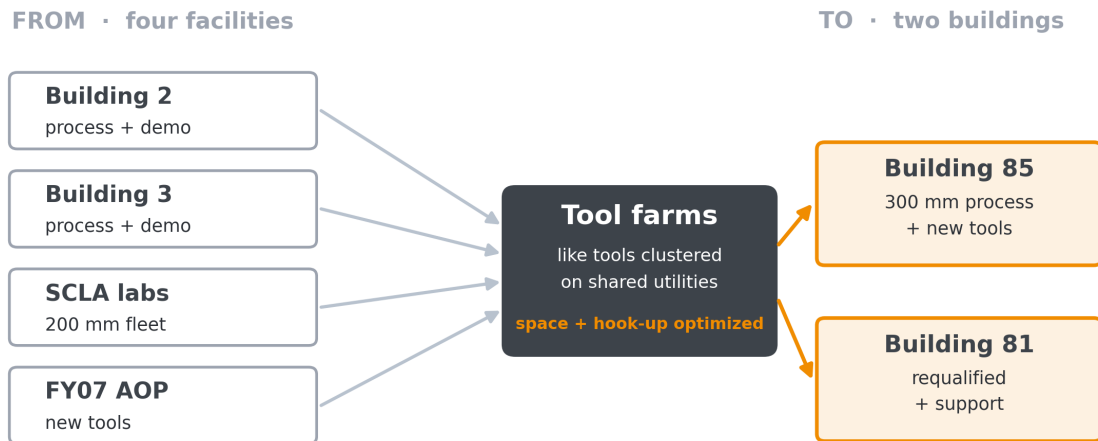 FROM · four facilities
TO · two buildings
Building 2
process + demo
Building 3
process + demo
SCLA labs
200 mm fleet
FY07 AOP
new tools
Tool farms
like tools clustered
on shared utilities
space + hook-up optimized
Building 85
300 mm process
+ new tools
Building 81
requalified
+ support